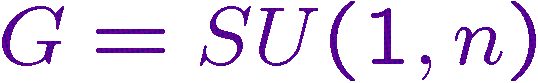 G = SU(1, n)